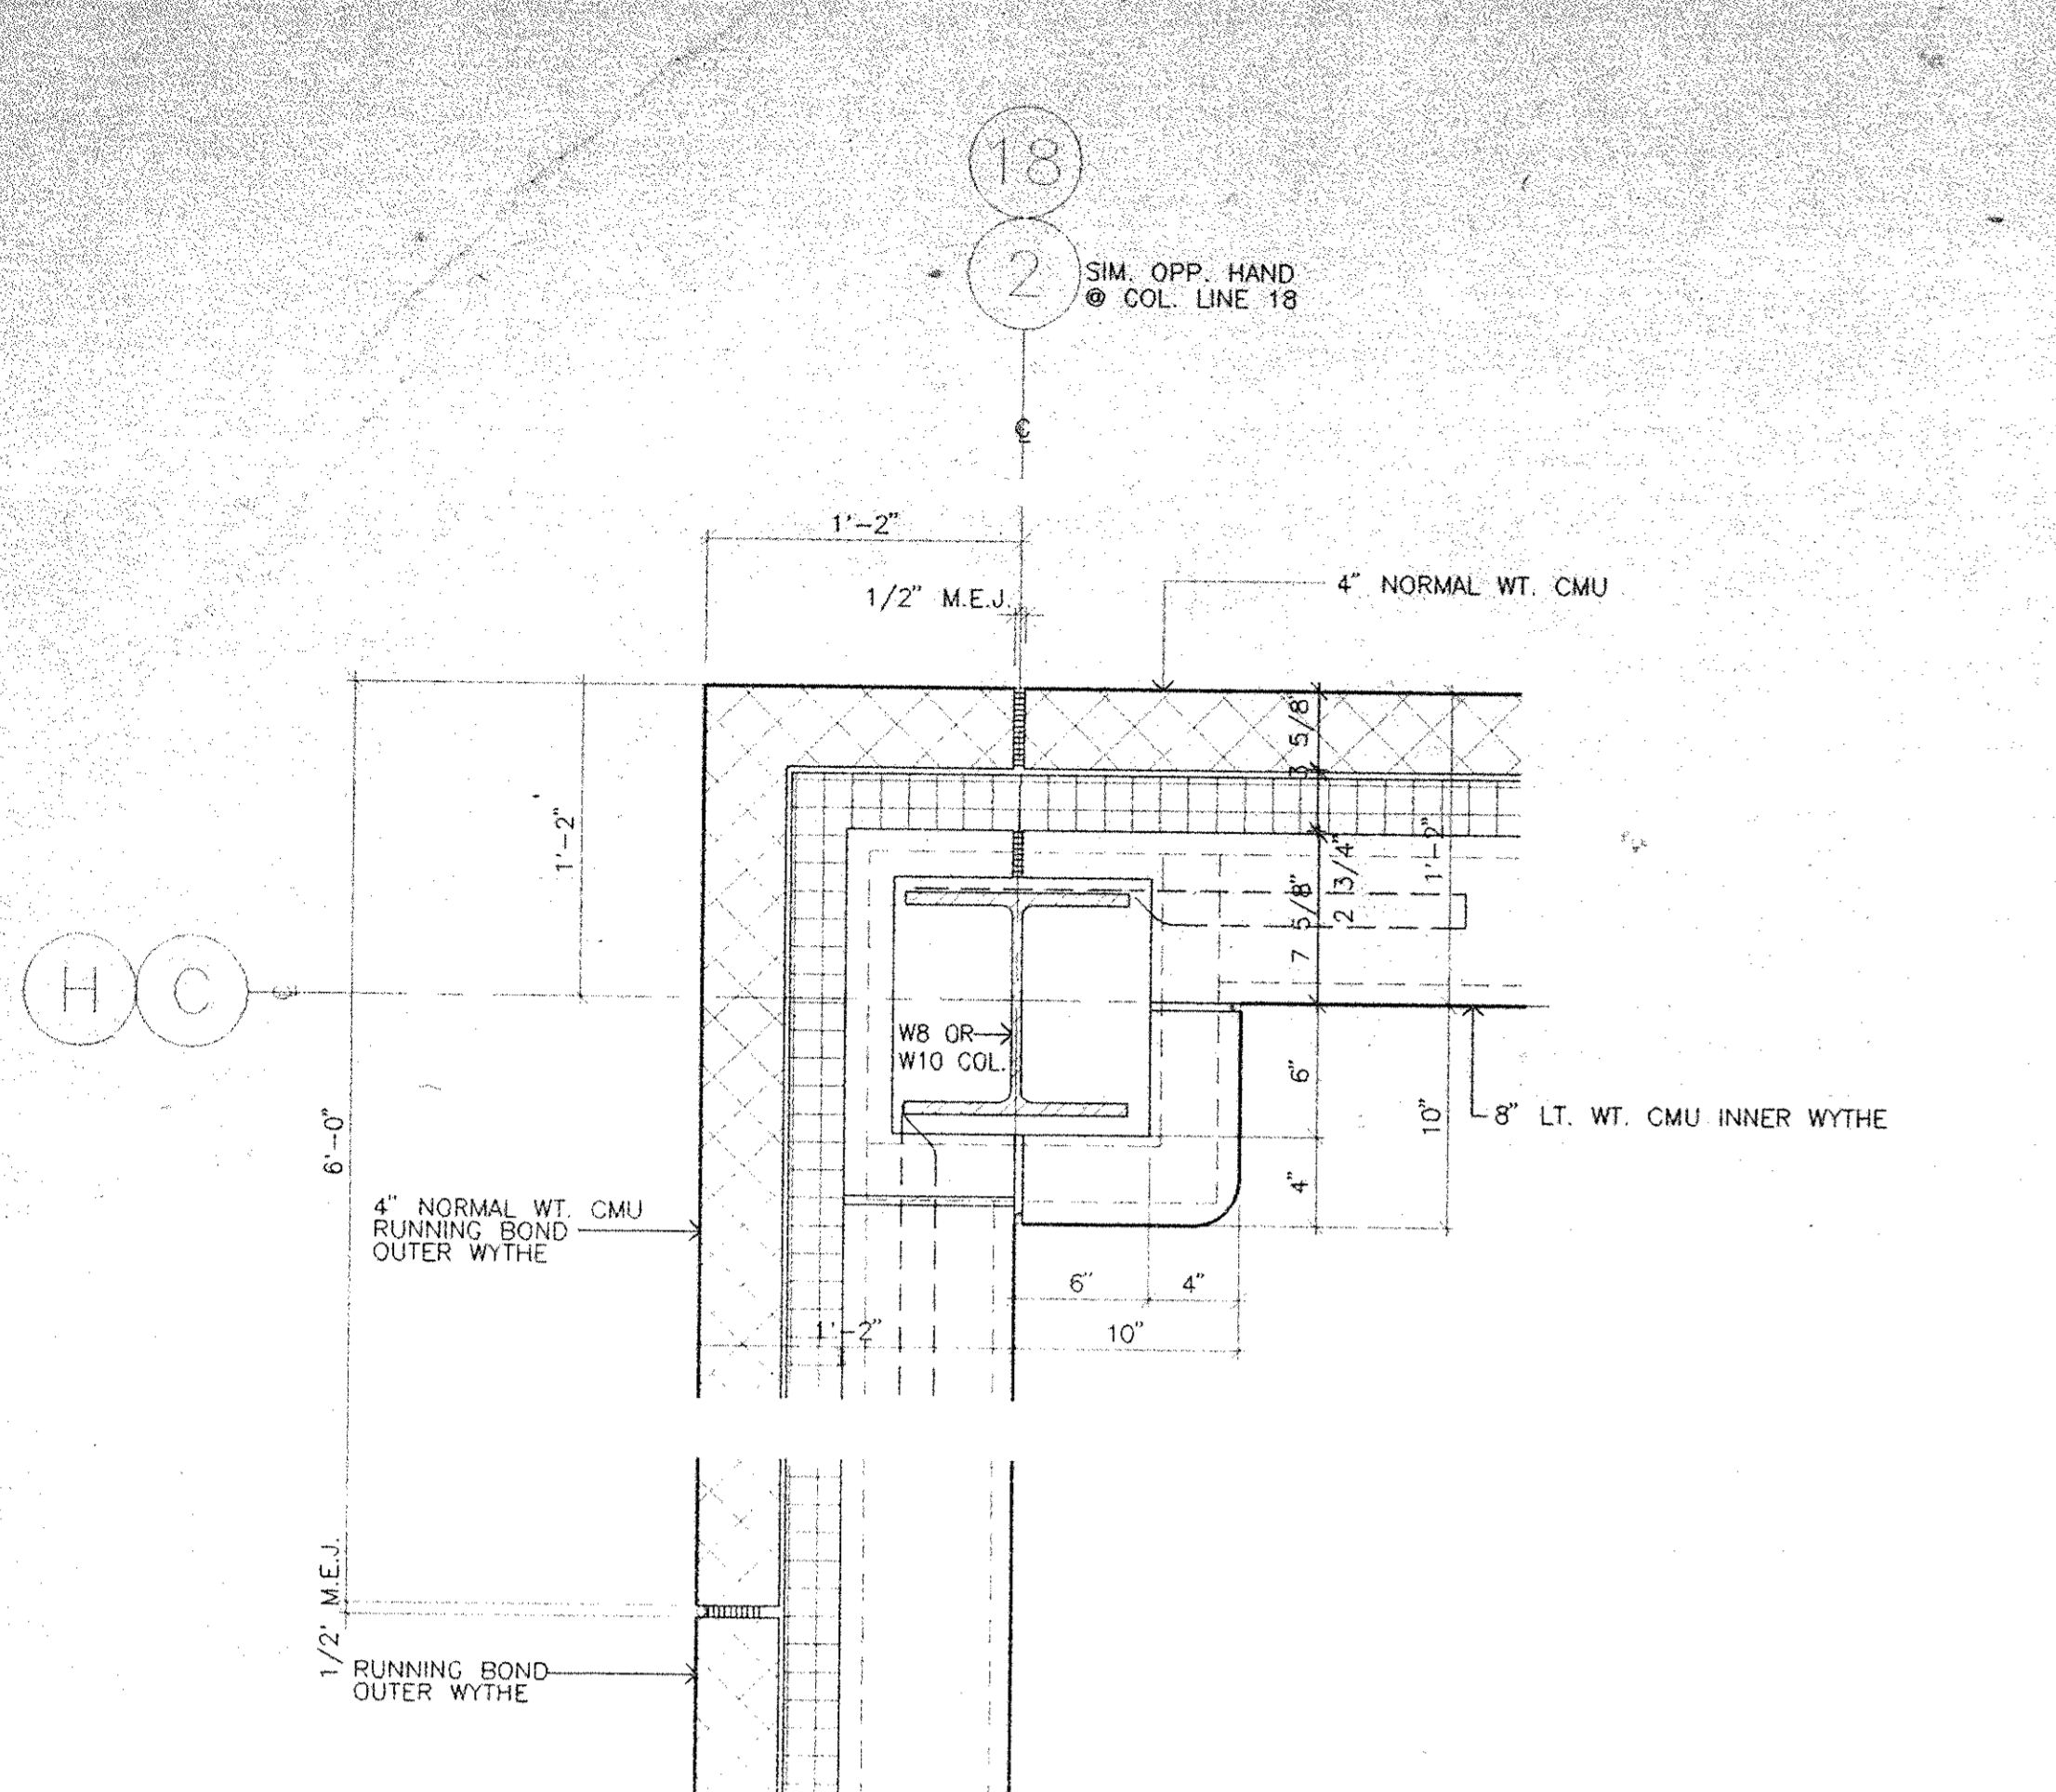 18
2
SIM. OPP. HAND
@ COL. LINE 18
℄
1'-2"
1/2" M.E.J.
4" NORMAL WT. CMU
3 5/8"
1'-2"
2 3/4"
1'-2"
7 5/8"
H
C
℄
W8 OR
W10 COL.
6"
10"
8" LT. WT. CMU INNER WYTHE
6'-0"
4"
4" NORMAL WT. CMU
RUNNING BOND
OUTER WYTHE
6"
4"
1'-2"
10"
1/2' M.E.J.
RUNNING BOND
OUTER WYTHE